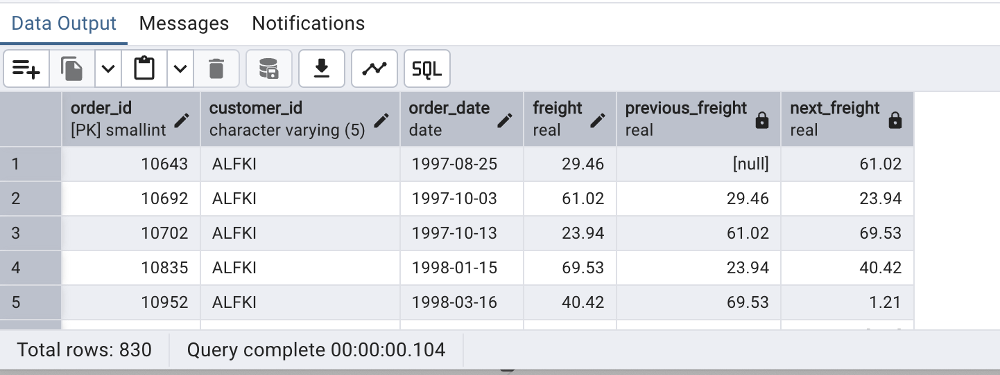 Data Output Messages Notifications
SQL
order_id customer_id order_date freight previous_freight next_freight
[PK] smallint character varying (5) date real real real
1 10643 ALFKI 1997-08-25 29.46 [null] 61.02
2 10692 ALFKI 1997-10-03 61.02 29.46 23.94
3 10702 ALFKI 1997-10-13 23.94 61.02 69.53
4 10835 ALFKI 1998-01-15 69.53 23.94 40.42
5 10952 ALFKI 1998-03-16 40.42 69.53 1.21
Total rows: 830 Query complete 00:00:00.104